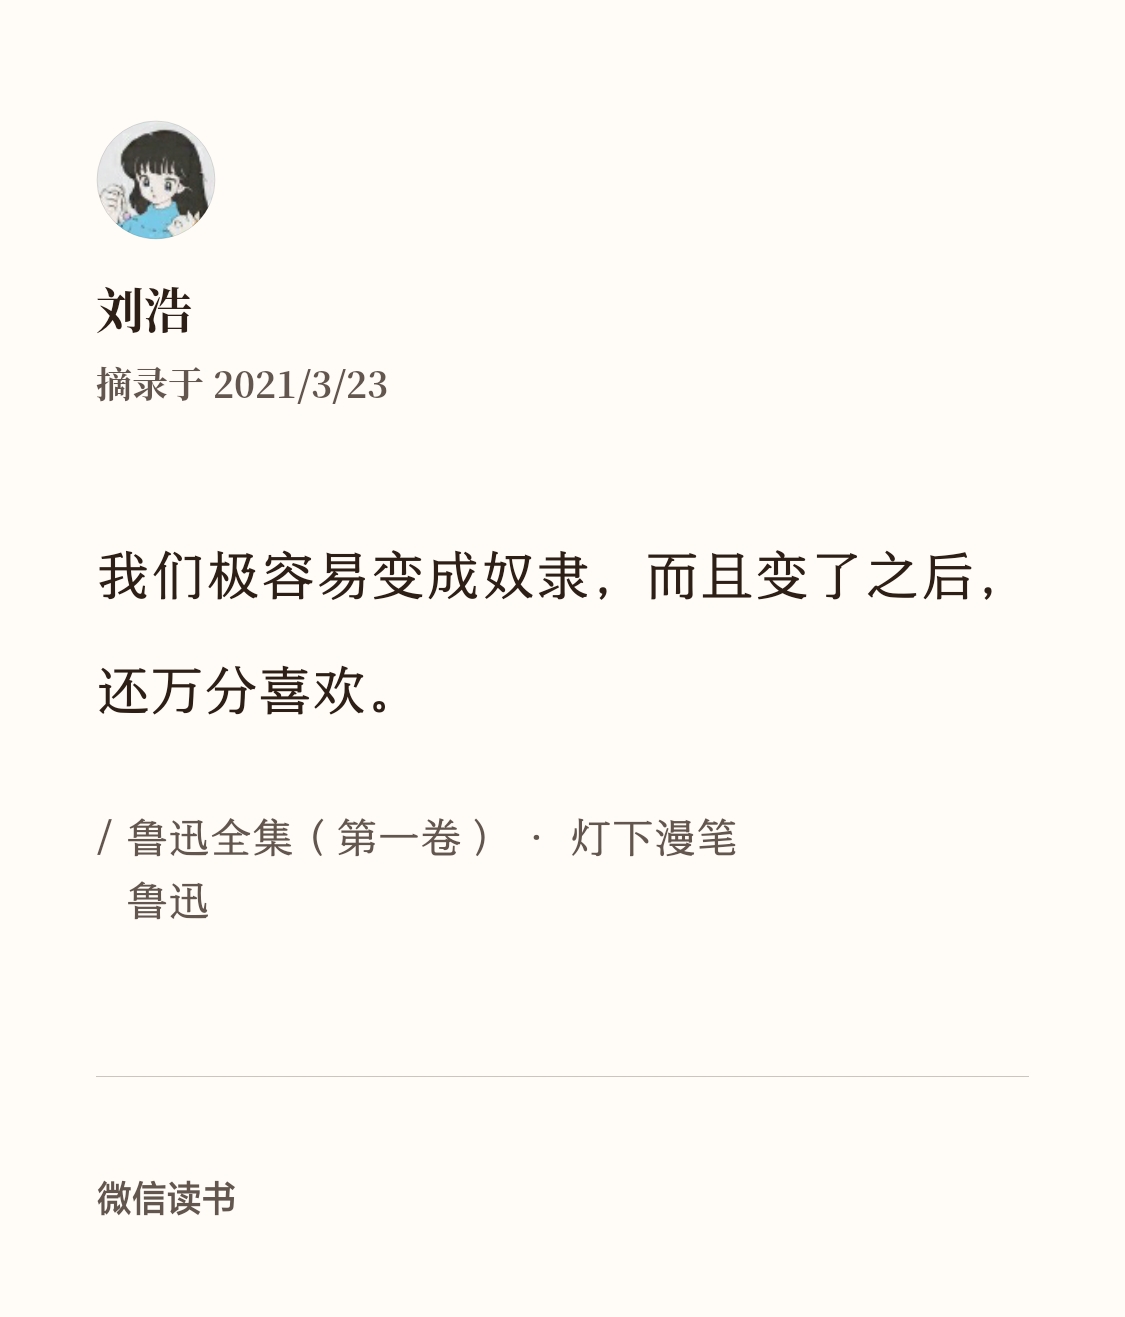 刘浩
摘录于 2021/3/23
我们极容易变成奴隶，而且变了之后，
还万分喜欢。
/ 鲁迅全集（第一卷） · 灯下漫笔
鲁迅
微信读书